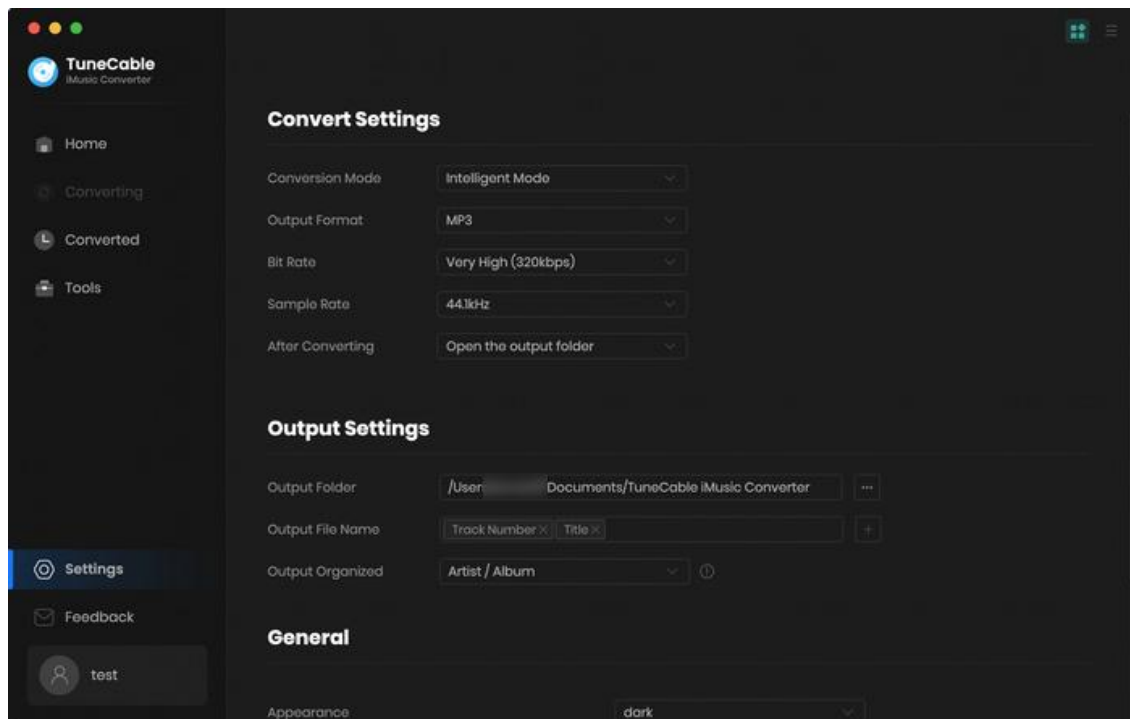 TuneCable
iMusic Converter
Home
Converting
Converted
Tools
Settings
Feedback
test
Convert Settings
Conversion Mode Intelligent Mode
Output Format MP3
Bit Rate Very High (320kbps)
Sample Rate 44.1kHz
After Converting Open the output folder
Output Settings
Output Folder /User Documents/TuneCable iMusic Converter
Output File Name Track Number Title
Output Organized Artist / Album
General
Appearance dark